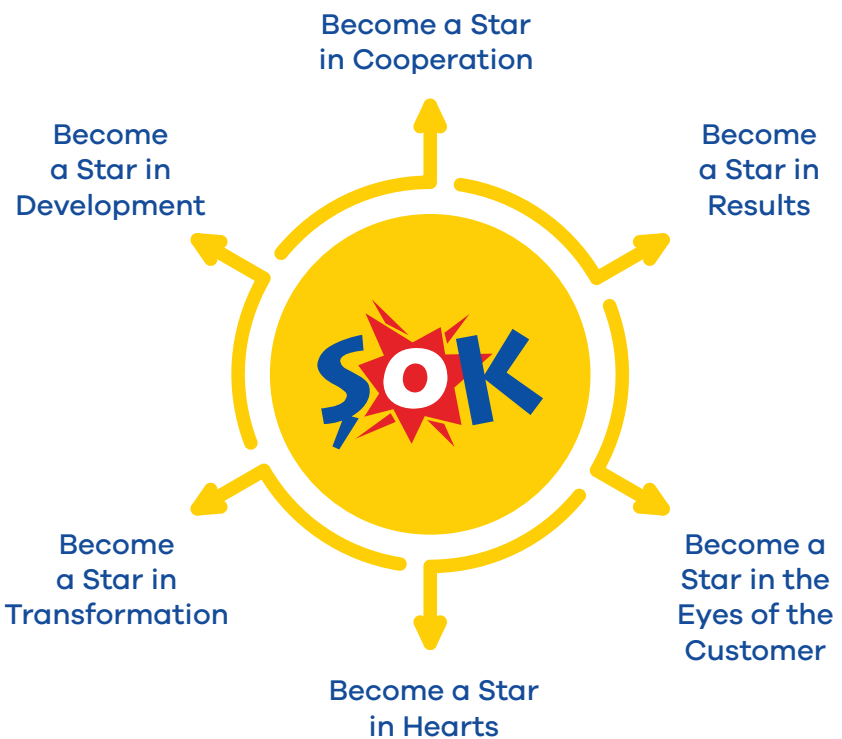 Become a Star
in Cooperation
Become
a Star in
Development
Become
a Star in
Results
ŞOK
Become
a Star in
Transformation
Become a
Star in the
Eyes of the
Customer
Become a Star
in Hearts